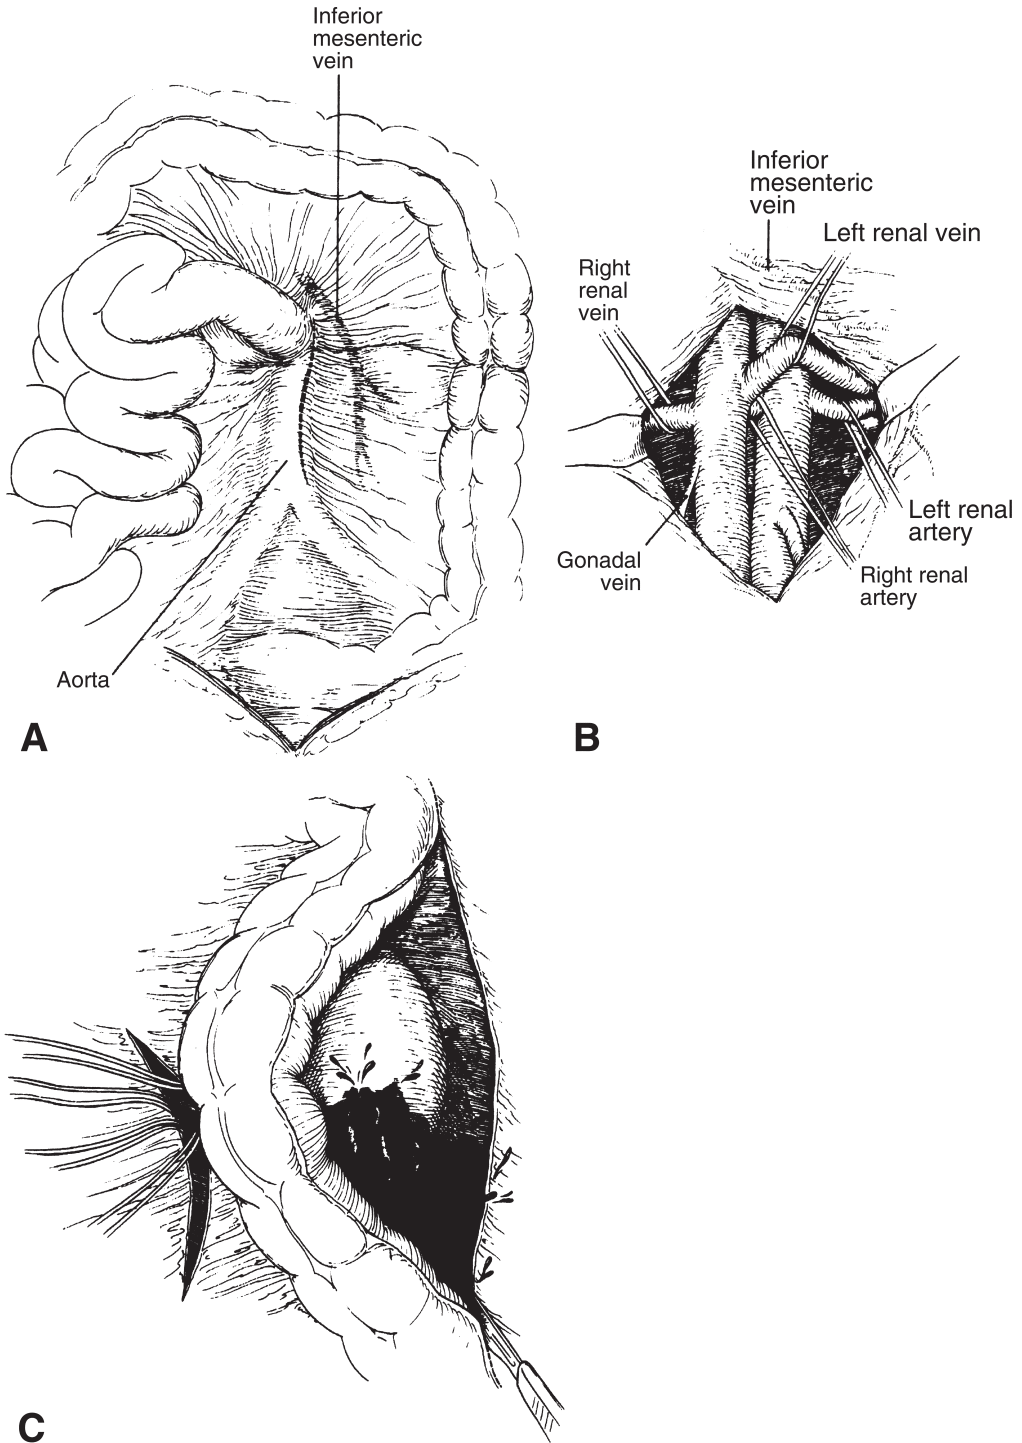 Inferior
mesenteric
vein
Aorta
A
Inferior
mesenteric
vein
Left renal vein
Right
renal
vein
Gonadal
vein
Left renal
artery
Right renal
artery
B
C